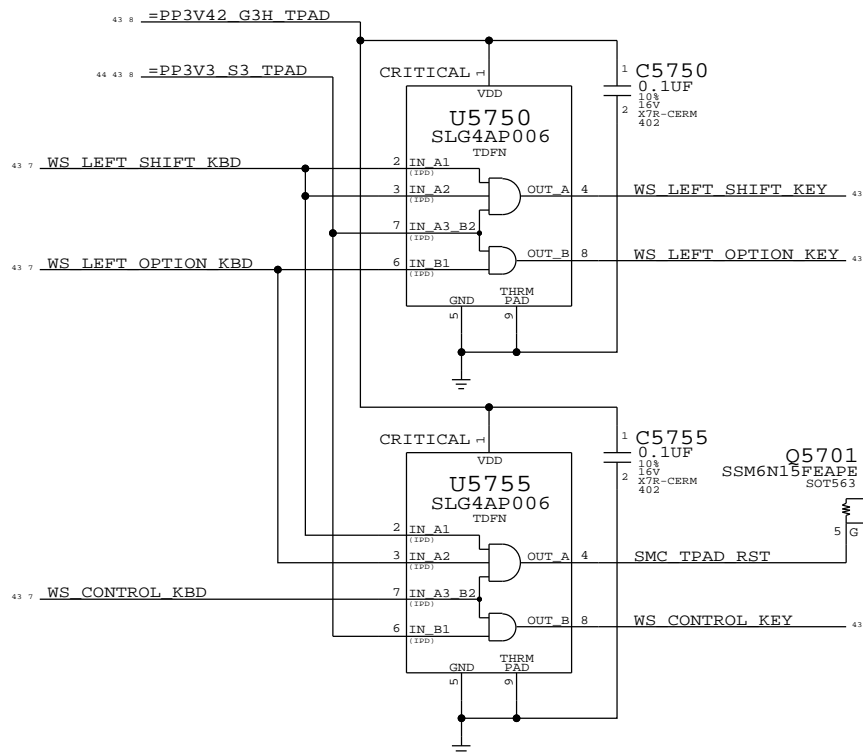 43 8 =PP3V42_G3H_TPAD
44 43 8 =PP3V3_S3_TPAD
CRITICAL 1
VDD
U5750
SLG4AP006
TDFN
1 C5750
0.1UF
10%
16V
2 X7R-CERM
402
43 7 WS_LEFT_SHIFT_KBD
2 IN_A1
(IPD)
3 IN_A2
(IPD)
OUT_A 4 WS_LEFT_SHIFT_KEY 43
7 IN_A3_B2
(IPD)
43 7 WS_LEFT_OPTION_KBD
6 IN_B1
(IPD)
OUT_B 8 WS_LEFT_OPTION_KEY 43
GND
THRM
PAD
5
9
CRITICAL 1
VDD
U5755
SLG4AP006
TDFN
1 C5755
0.1UF
10%
16V
2 X7R-CERM
402
Q5701
SSM6N15FEAPE
SOT563
5 G
2 IN_A1
(IPD)
3 IN_A2
(IPD)
OUT_A 4 SMC_TPAD_RST
43 7 WS_CONTROL_KBD
7 IN_A3_B2
(IPD)
6 IN_B1
(IPD)
OUT_B 8 WS_CONTROL_KEY 43
GND
THRM
PAD
5
9